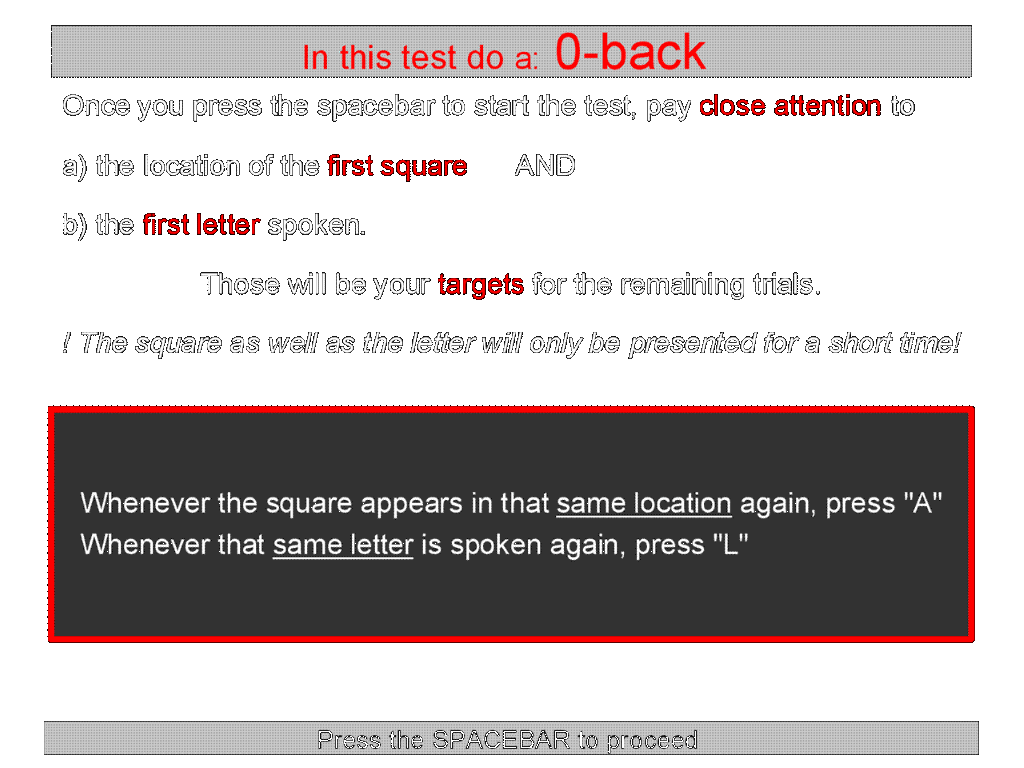 In this test do a: 0-back
Once you press the spacebar to start the test, pay close attention to
a) the location of the first square AND
b) the first letter spoken.
Those will be your targets for the remaining trials.
! The square as well as the letter will only be presented for a short time!
Whenever the square appears in that same location again, press "A"
Whenever that same letter is spoken again, press "L"
Press the SPACEBAR to proceed